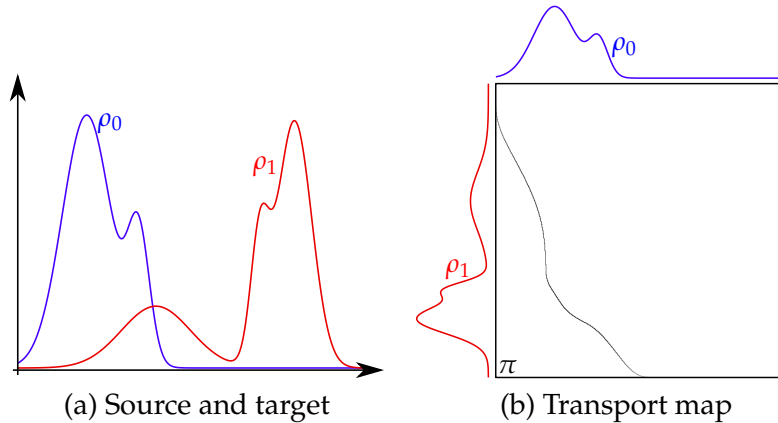 ρ₀
ρ₁
(a) Source and target
ρ₀
ρ₁
π
(b) Transport map